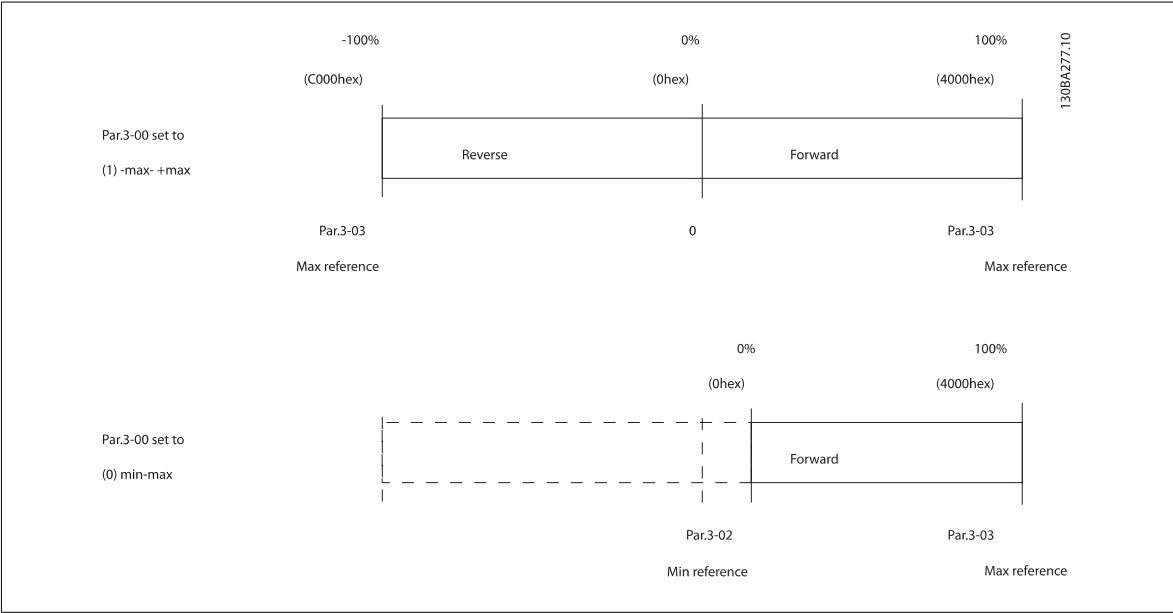 -100% 0% 100%
(C000hex) (0hex) (4000hex)
130BA277.10
Par.3-00 set to
(1) -max- +max
Reverse Forward
Par.3-03 0 Par.3-03
Max reference Max reference
0% 100%
(0hex) (4000hex)
Par.3-00 set to
(0) min-max
Forward
Par.3-02 Par.3-03
Min reference Max reference